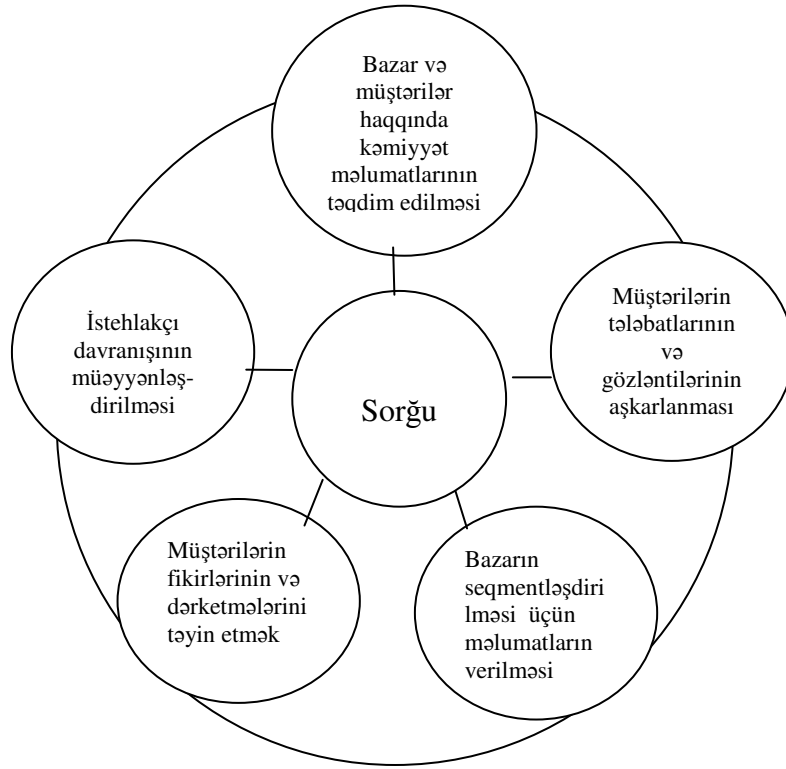 Bazar və
müştərilər
haqqında
kəmiyyət
məlumatlarının
təqdim edilməsi
Müştərilərin
tələbatlarının
və
gözləntilərinin
aşkarlanması
İstehlakçı
davranışının
müəyyənləş-
dirilməsi
Sorğu
Müştərilərin
fikirlərinin və
dərketmələrini
təyin etmək
Bazarın
seqmentləşdiri
lməsi üçün
məlumatların
verilməsi